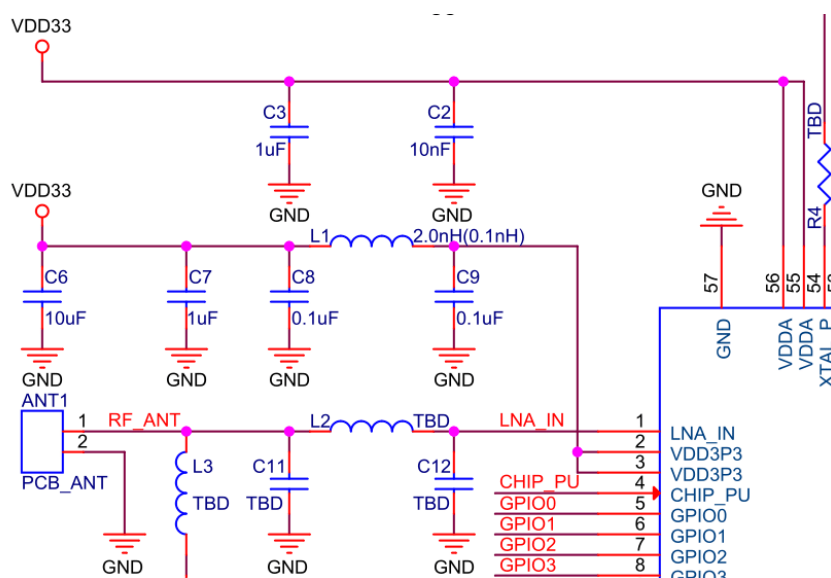 VDD33
C3
1uF
GND
C2
10nF
GND
TBD
R4
VDD33
L1
2.0nH(0.1nH)
GND
C6
10uF
GND
C7
1uF
GND
C8
0.1uF
GND
C9
0.1uF
GND
57
56
55
54
GND
VDDA
VDDA
XTAL_P
ANT1
1
2
PCB_ANT
RF_ANT
GND
L3
TBD
C11
TBD
GND
L2
TBD
C12
TBD
GND
LNA_IN
1
LNA_IN
2
VDD3P3
3
VDD3P3
CHIP_PU
4
CHIP_PU
GPIO0
5
GPIO0
GPIO1
6
GPIO1
GPIO2
7
GPIO2
GPIO3
8
GPIO3